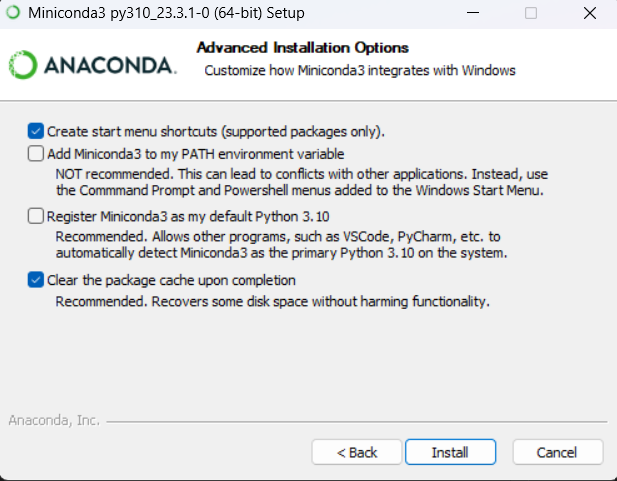 Miniconda3 py310_23.3.1-0 (64-bit) Setup
ANACONDA.
Advanced Installation Options
Customize how Miniconda3 integrates with Windows
Create start menu shortcuts (supported packages only).
Add Miniconda3 to my PATH environment variable
NOT recommended. This can lead to conflicts with other applications. Instead, use
the Commmand Prompt and Powershell menus added to the Windows Start Menu.
Register Miniconda3 as my default Python 3.10
Recommended. Allows other programs, such as VSCode, PyCharm, etc. to
automatically detect Miniconda3 as the primary Python 3.10 on the system.
Clear the package cache upon completion
Recommended. Recovers some disk space without harming functionality.
Anaconda, Inc.
< Back
Install
Cancel